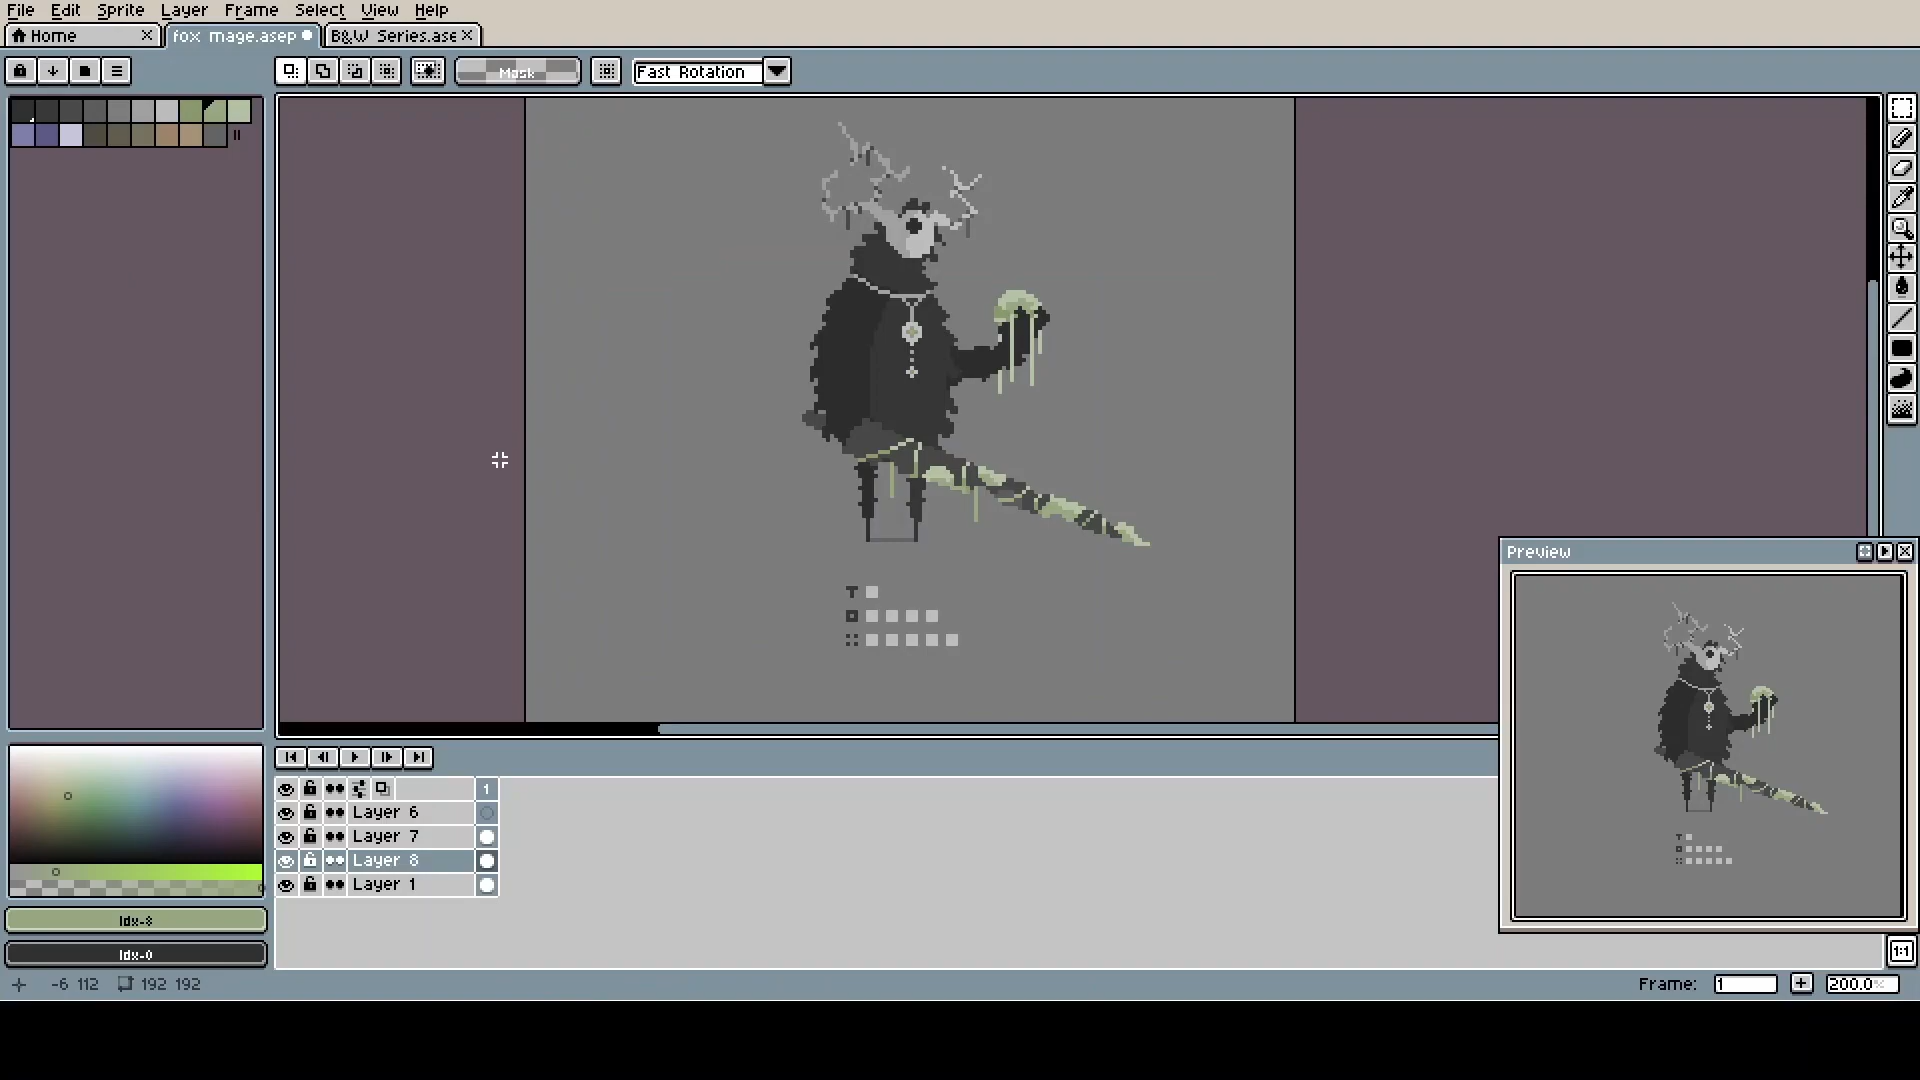 File Edit Sprite Layer Frame Select View Help
Home fox mage.asep B&W Series.ase
Mask Fast Rotation
Preview
1
Layer 6
Layer 7
Layer 8
Layer 1
Idx-8
Idx-0
1:1
-6 112 192 192 Frame: 1 200.0%